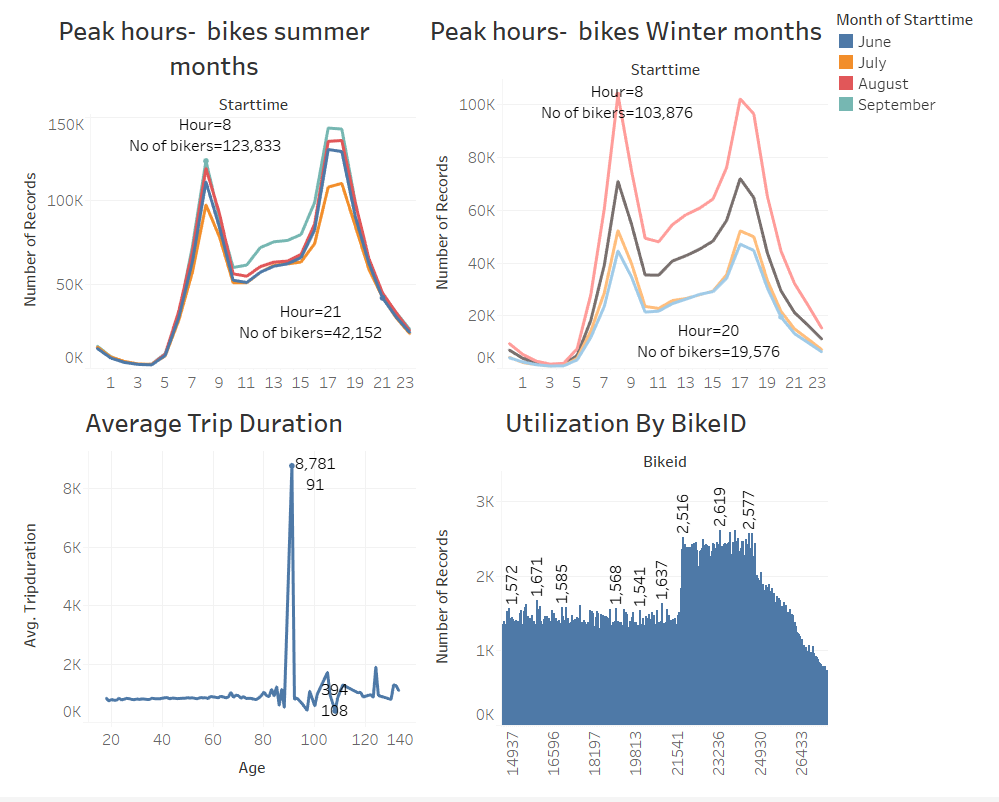 Peak hours-  bikes summer
months
Starttime
Number of Records
150K
100K
50K
0K
Hour=8
No of bikers=123,833
Hour=21
No of bikers=42,152
1 3 5 7 9 11 13 15 17 19 21 23
Peak hours-  bikes Winter months
Starttime
Number of Records
100K
80K
60K
40K
20K
0K
Hour=8
No of bikers=103,876
Hour=20
No of bikers=19,576
1 3 5 7 9 11 13 15 17 19 21 23
Month of Starttime
June
July
August
September
Average Trip Duration
Avg. Tripduration
8K
6K
4K
2K
0K
8,781
91
394
108
20 40 60 80 100 120 140
Age
Utilization By BikeID
Bikeid
Number of Records
3K
2K
1K
0K
1,572
1,671
1,585
1,568
1,541
1,637
2,516
2,619
2,577
14937
16596
18197
19813
21541
23236
24930
26433